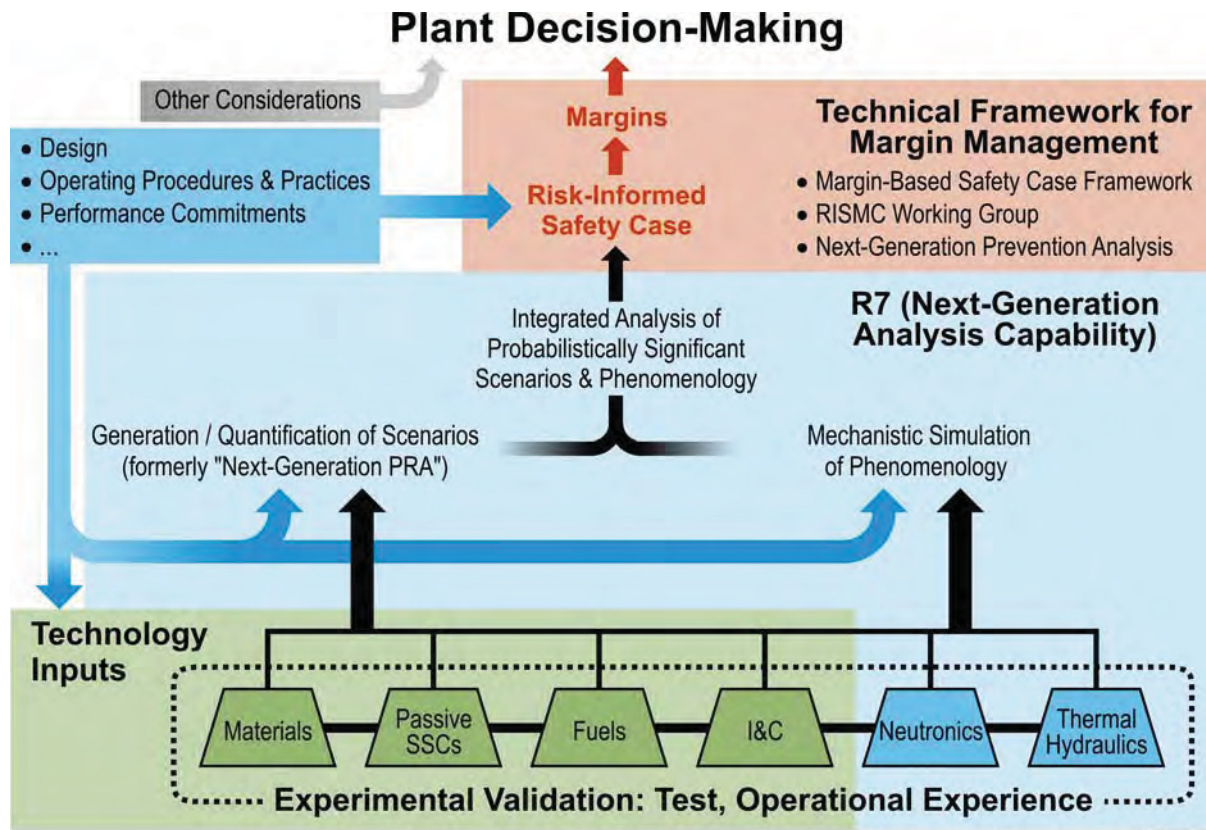 Plant Decision-Making
Other Considerations
• Design
• Operating Procedures & Practices
• Performance Commitments
• ...
Margins
Risk-Informed
Safety Case
Technical Framework for
Margin Management
• Margin-Based Safety Case Framework
• RISMC Working Group
• Next-Generation Prevention Analysis
R7 (Next-Generation
Analysis Capability)
Integrated Analysis of
Probabilistically Significant
Scenarios & Phenomenology
Generation / Quantification of Scenarios
(formerly "Next-Generation PRA")
Mechanistic Simulation
of Phenomenology
Technology
Inputs
Materials
Passive
SSCs
Fuels
I&C
Neutronics
Thermal
Hydraulics
Experimental Validation: Test, Operational Experience